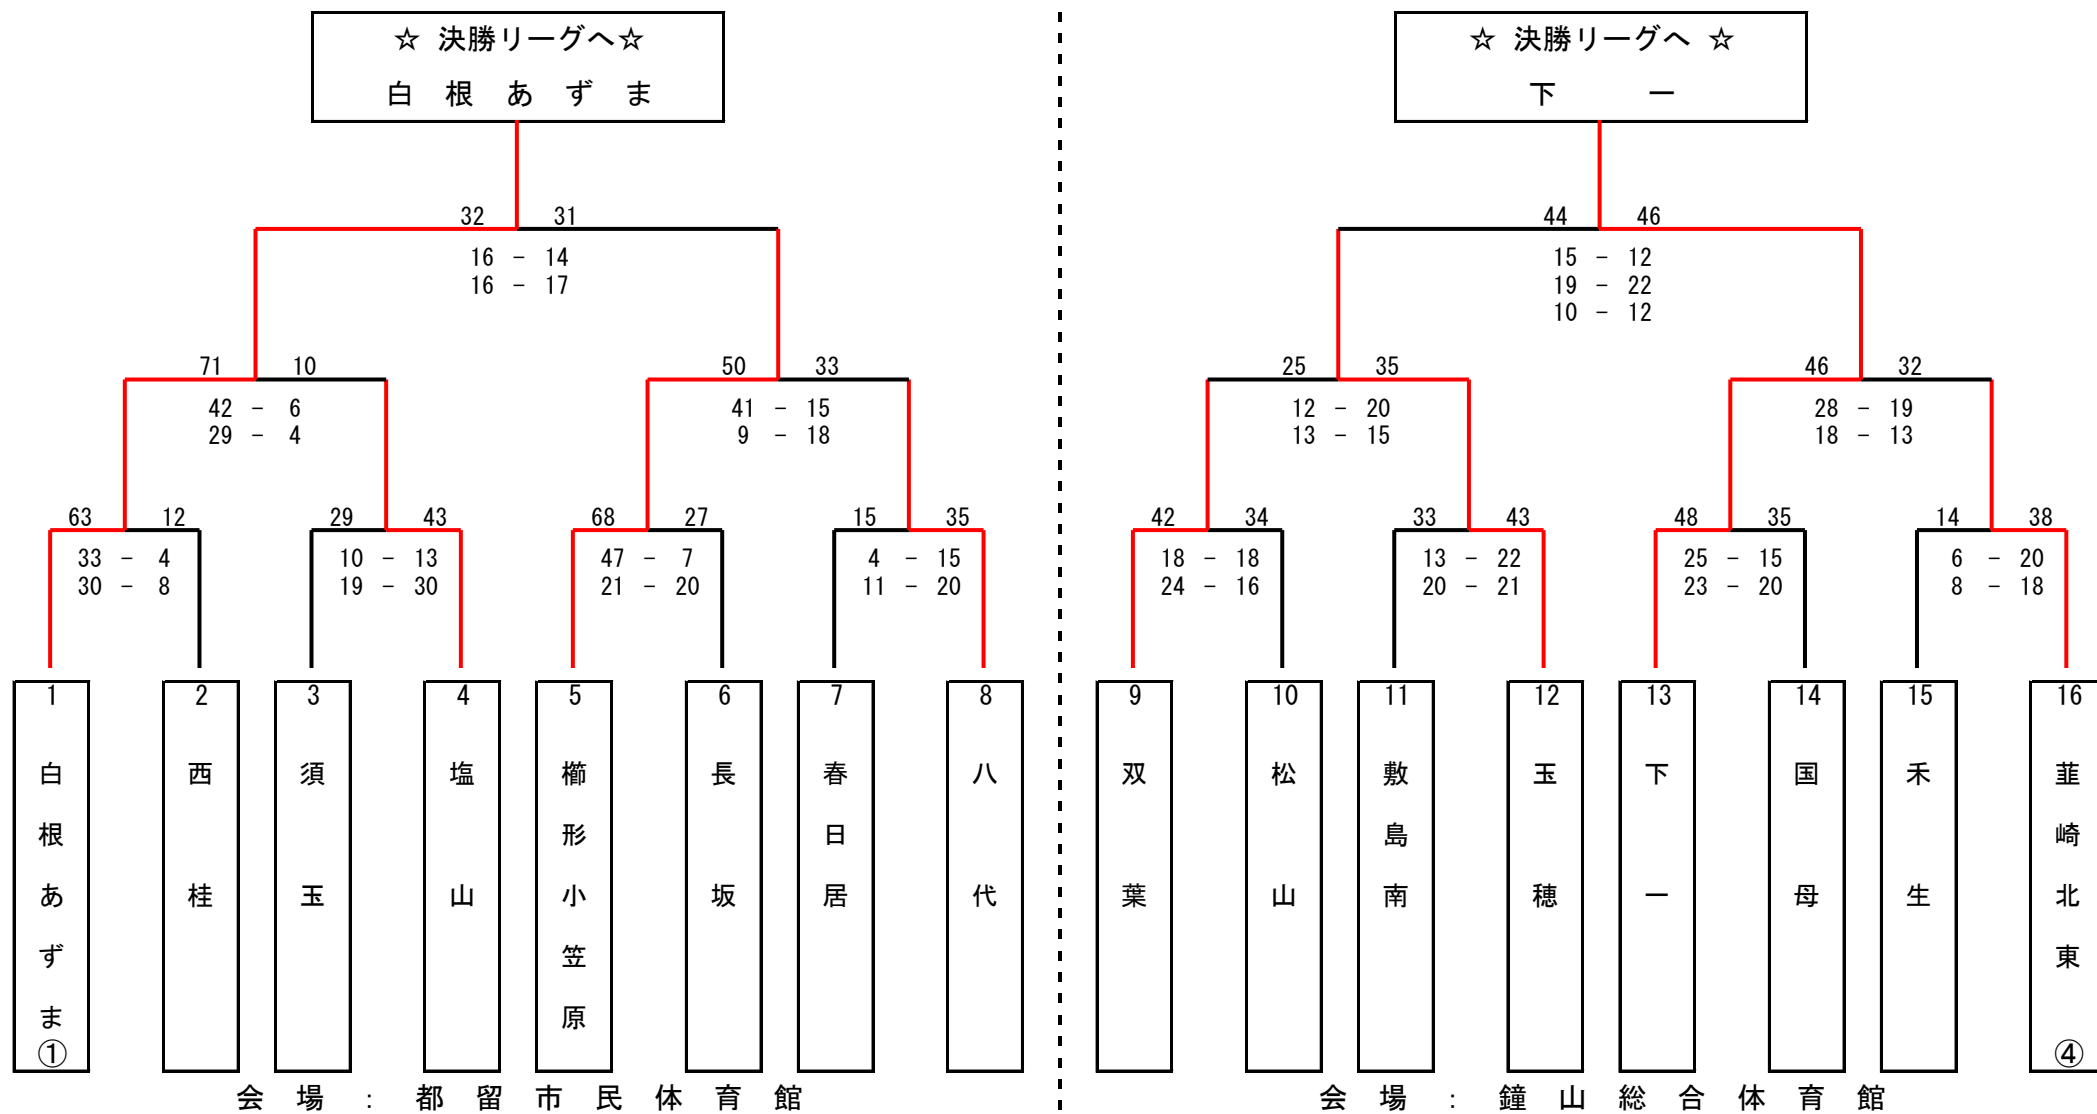 ☆ 決勝リーグへ☆
白根あずま
32 31
16 - 14
16 - 17
71 10
42 - 6
29 - 4
50 33
41 - 15
9 - 18
63 12
33 - 4
30 - 8
29 43
10 - 13
19 - 30
68 27
47 - 7
21 - 20
15 35
4 - 15
11 - 20
1
白根あずま
①
2
西桂
3
須玉
4
塩山
5
櫛形小笠原
6
長坂
7
春日居
8
八代
会場:都留市民体育館
☆ 決勝リーグへ ☆
下一
44 46
15 - 12
19 - 22
10 - 12
25 35
12 - 20
13 - 15
46 32
28 - 19
18 - 13
42 34
18 - 18
24 - 16
33 43
13 - 22
20 - 21
48 35
25 - 15
23 - 20
14 38
6 - 20
8 - 18
9
双葉
10
松山
11
敷島南
12
玉穂
13
下一
14
国母
15
禾生
16
韮崎北東
④
会場:鐘山総合体育館